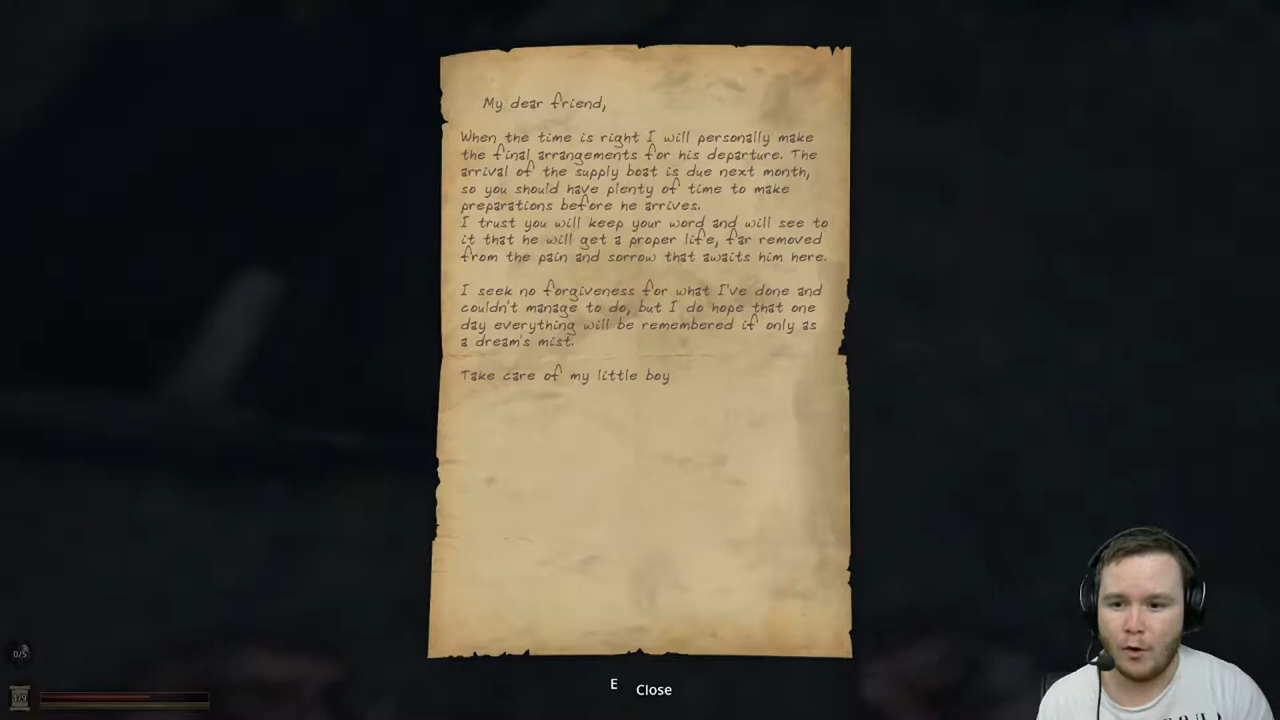 My dear friend,
When the time is right I will personally make
the final arrangements for his departure. The
arrival of the supply boat is due next month,
so you should have plenty of time to make
preparations before he arrives.
I trust you will keep your word and will see to
it that he will get a proper life, far removed
from the pain and sorrow that awaits him here.
I seek no forgiveness for what I've done and
couldn't manage to do, but I do hope that one
day everything will be remembered if only as
a dream's mist.
Take care of my little boy
0/5
1/9
E Close